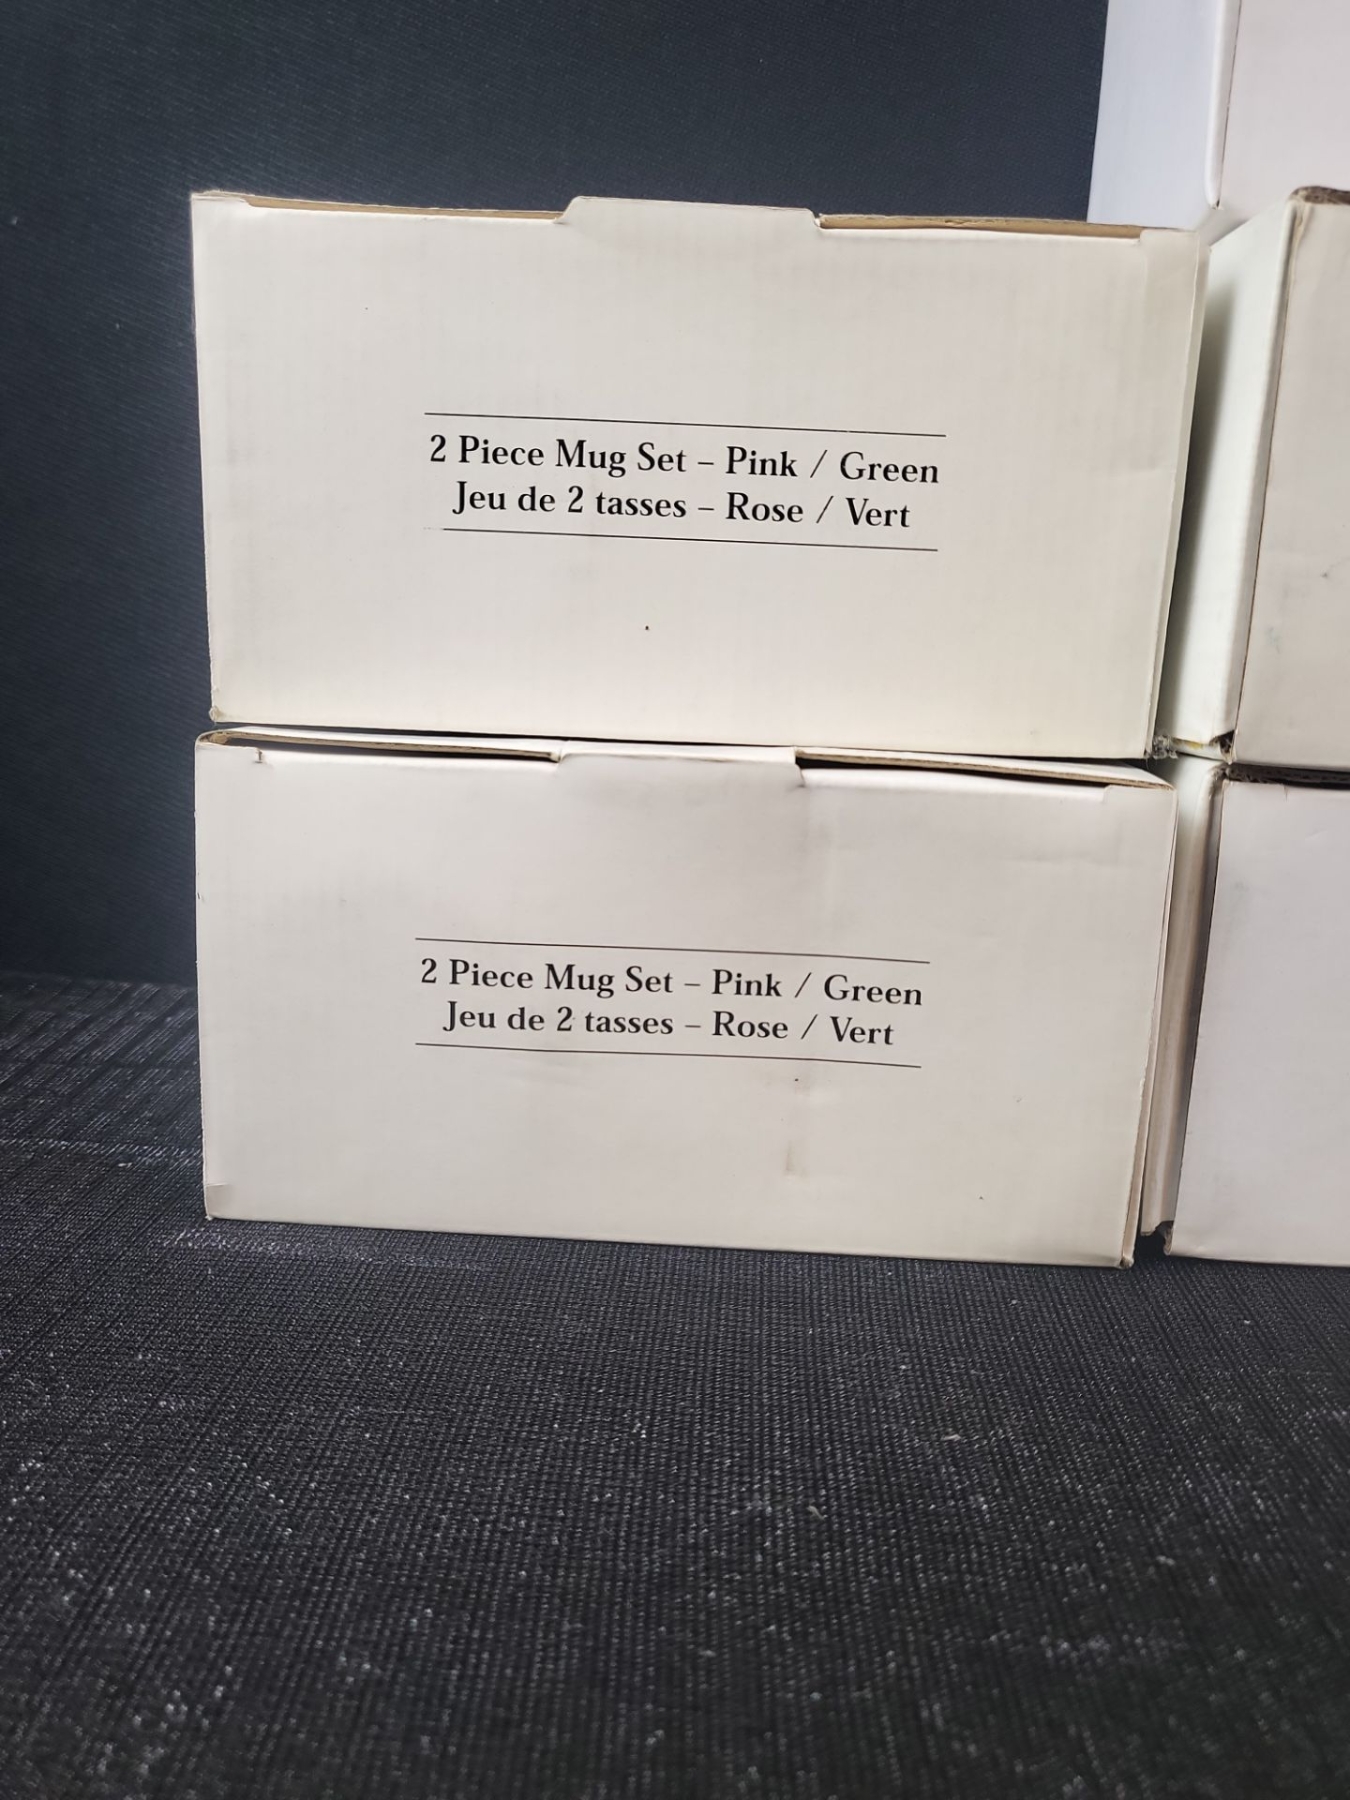 2 Piece Mug Set – Pink / Green
Jeu de 2 tasses – Rose / Vert
2 Piece Mug Set – Pink / Green
Jeu de 2 tasses – Rose / Vert